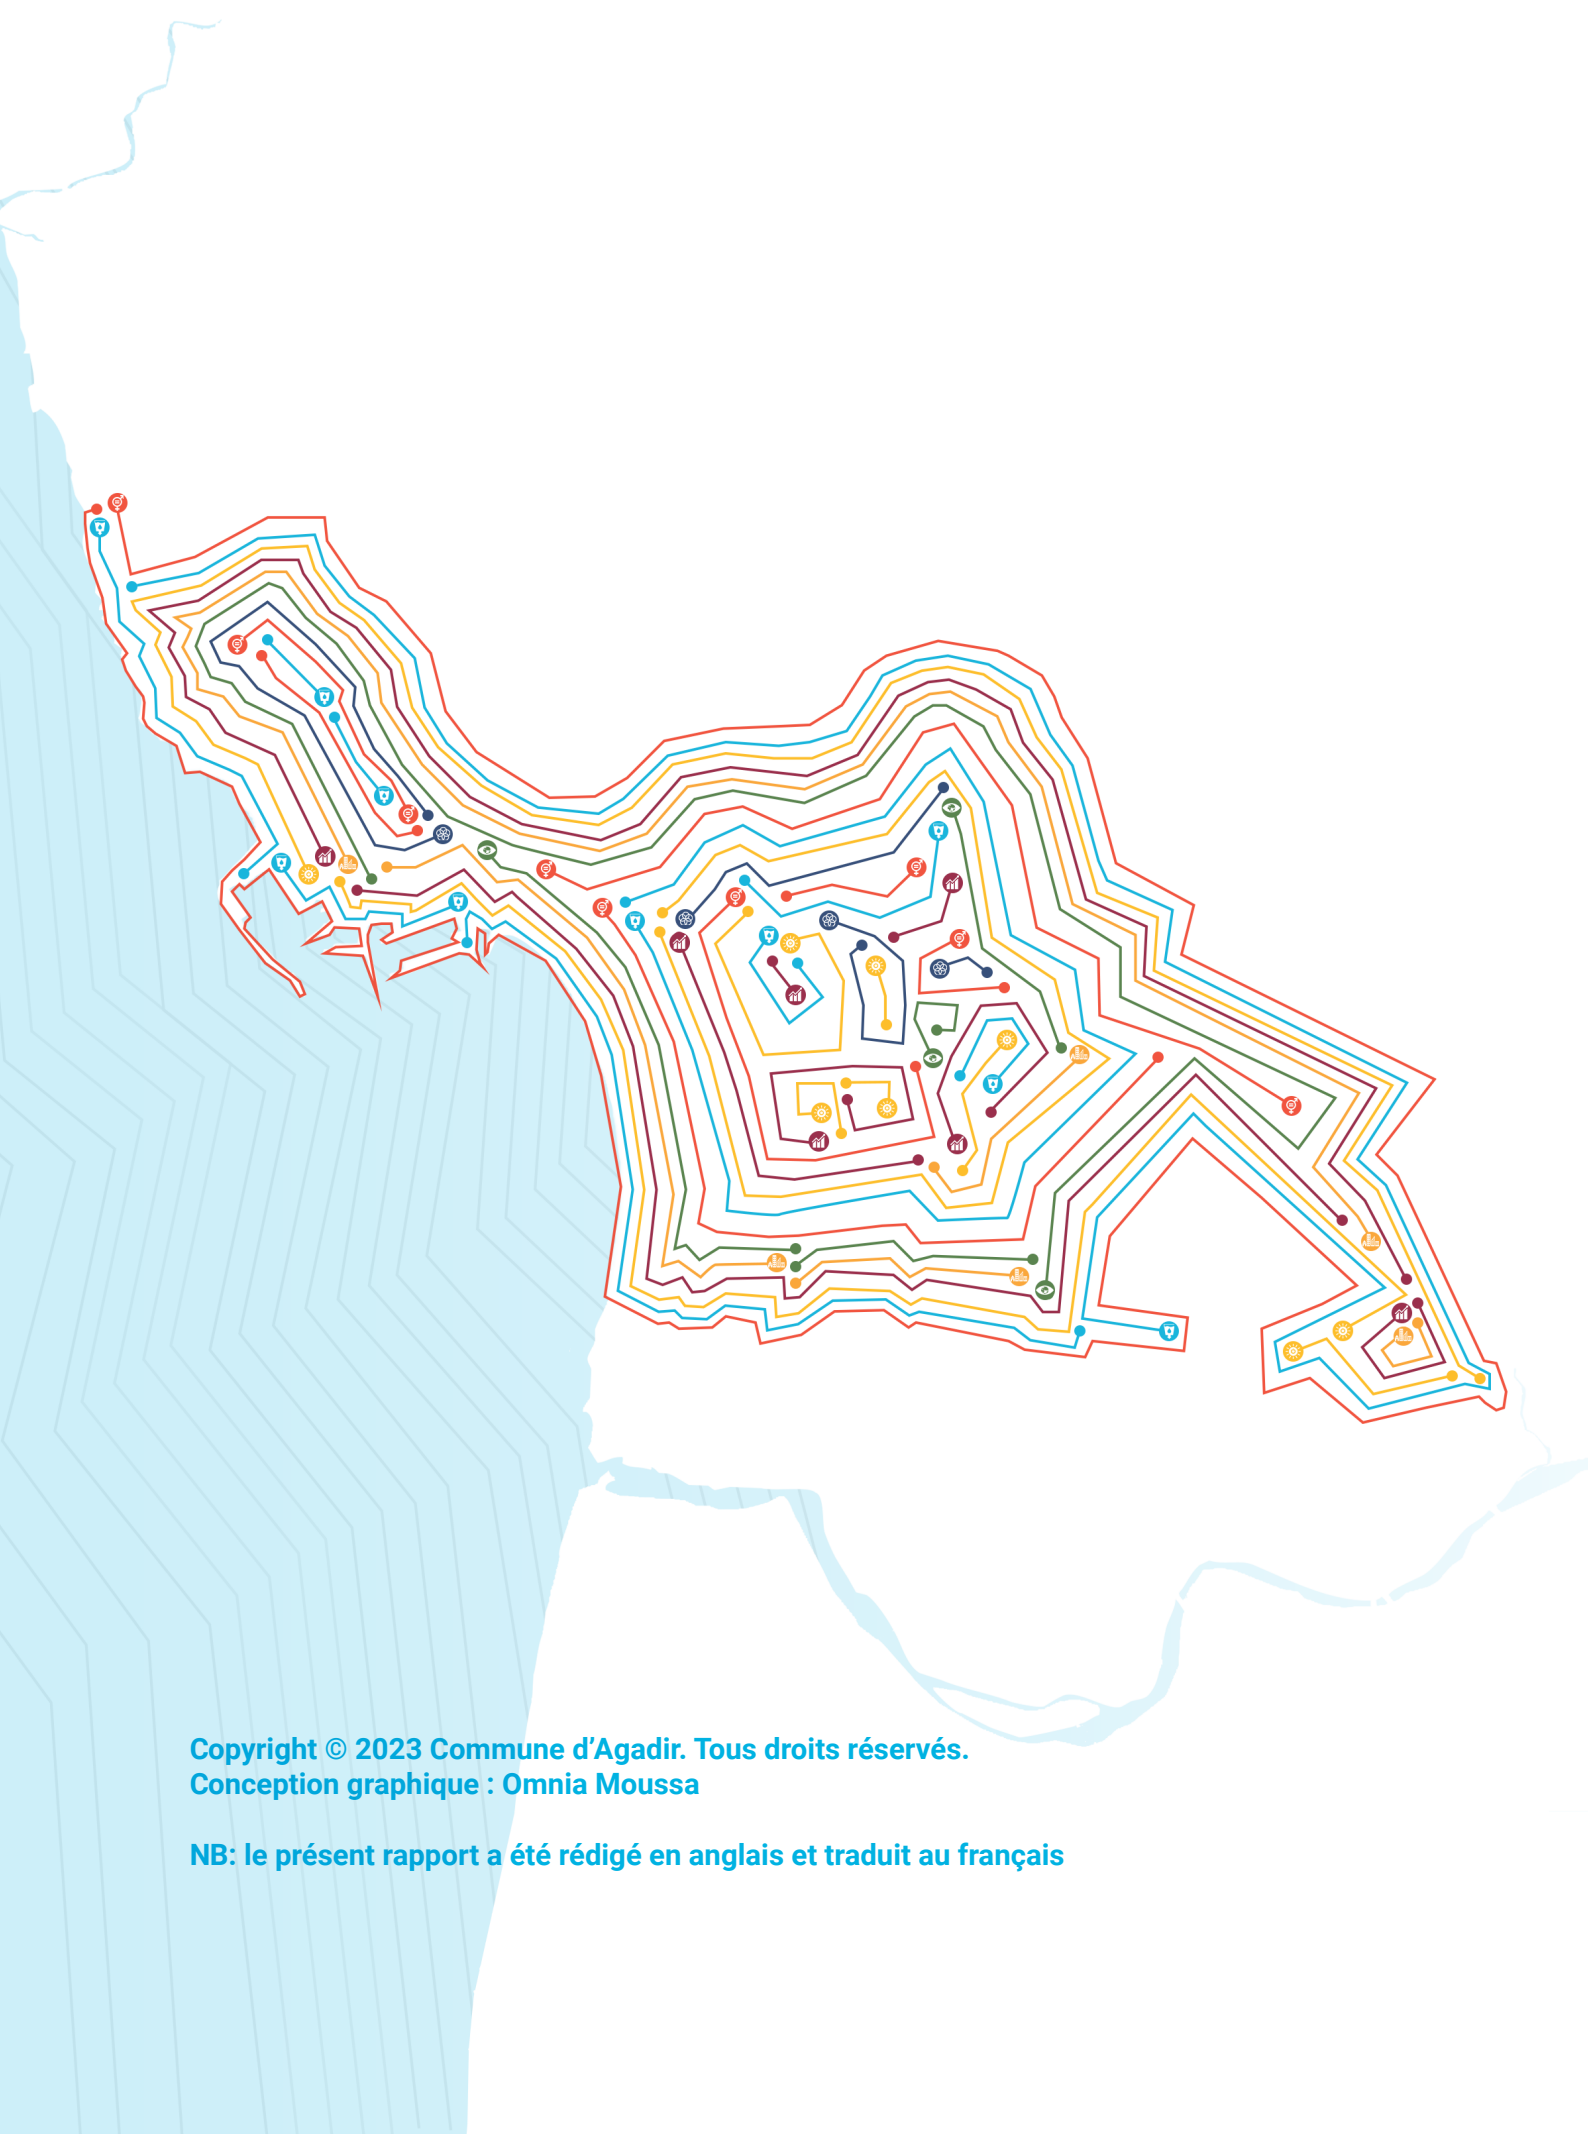 Copyright © 2023 Commune d’Agadir. Tous droits réservés.
Conception graphique : Omnia Moussa
NB: le présent rapport a été rédigé en anglais et traduit au français